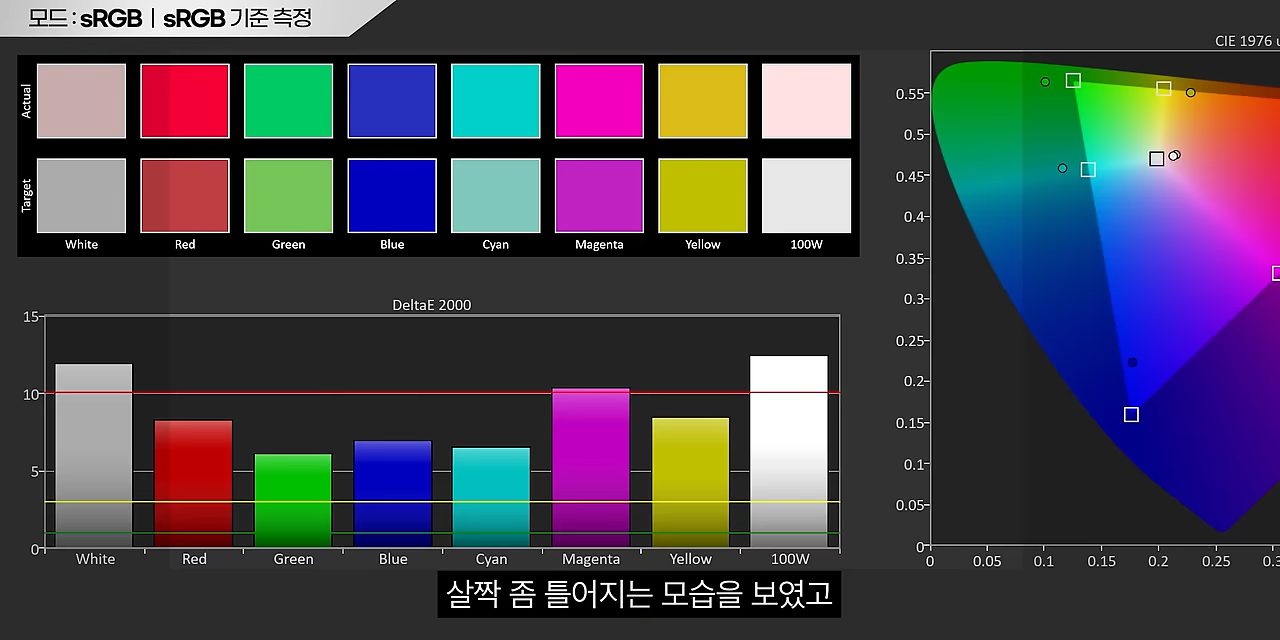 모드 : sRGB | sRGB 기준 측정
Actual
Target
White Red Green Blue Cyan Magenta Yellow 100W
DeltaE 2000
15
10
5
0
White Red Green Blue Cyan Magenta Yellow 100W
CIE 1976 u
0.55
0.5
0.45
0.4
0.35
0.3
0.25
0.2
0.15
0.1
0.05
0
0 0.05 0.1 0.15 0.2 0.25 0.3
살짝 좀 틀어지는 모습을 보였고